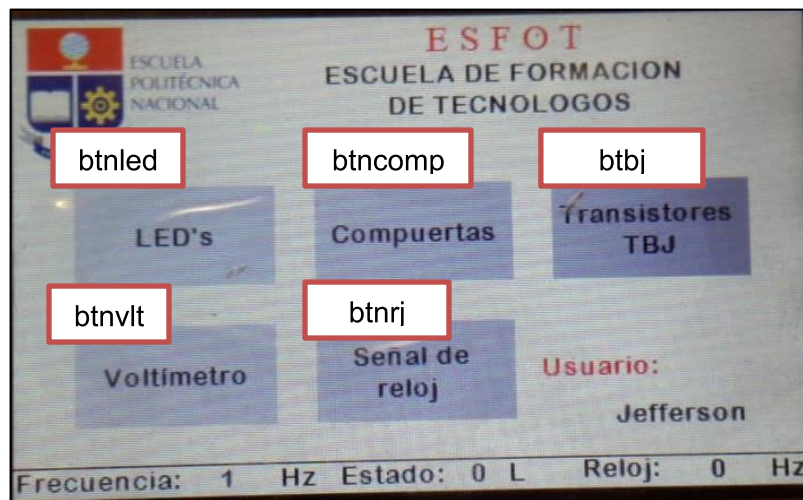 ESCUELA
POLITÉCNICA
NACIONAL
E S F O T
ESCUELA DE FORMACION
DE TECNOLOGOS
btnled
btncomp
btbj
LED's
Compuertas
Transistores
TBJ
btnvlt
btnrj
Voltímetro
Señal de
reloj
Usuario:
Jefferson
Frecuencia: 1 Hz Estado: 0 L Reloj: 0 Hz